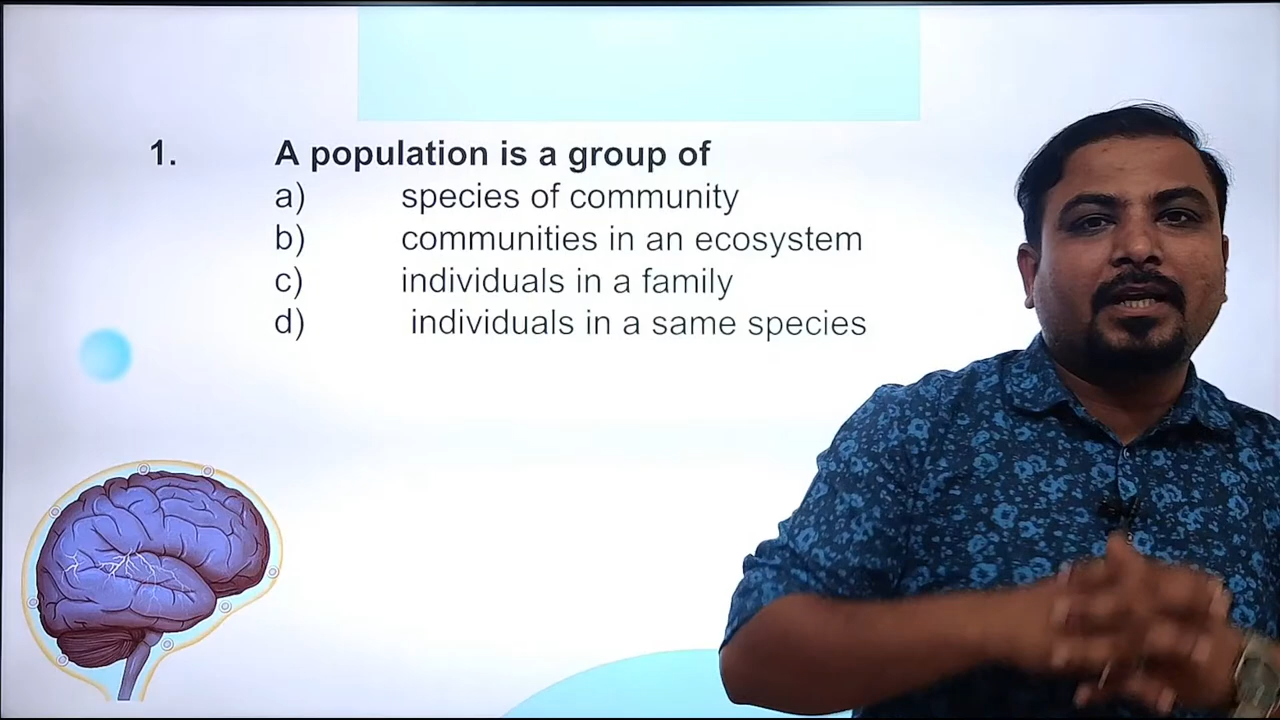 1. A population is a group of
a) species of community
b) communities in an ecosystem
c) individuals in a family
d) individuals in a same species